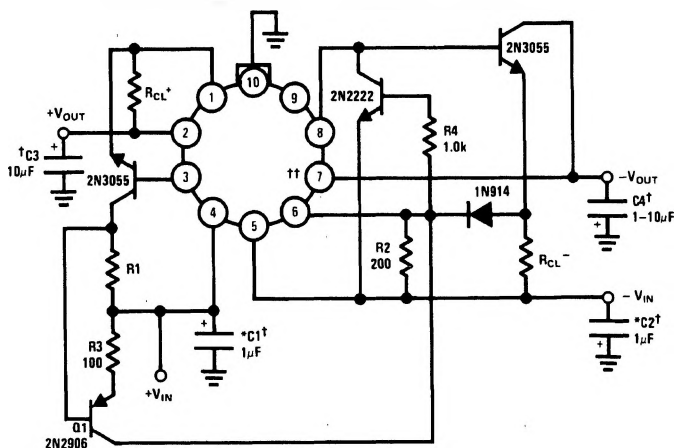 10
1
9
2N3055
RCL+
2N2222
+VOUT
2
8
R4
1.0k
†C3
10μF
+
2N3055
3
††
7
-VOUT
1N914
C4†
1-10μF
+
4
6
5
R2
200
RCL-
R1
- VIN
+
*C1†
1μF
*C2†
1μF
+
R3
100
+VIN
Q1
2N2906